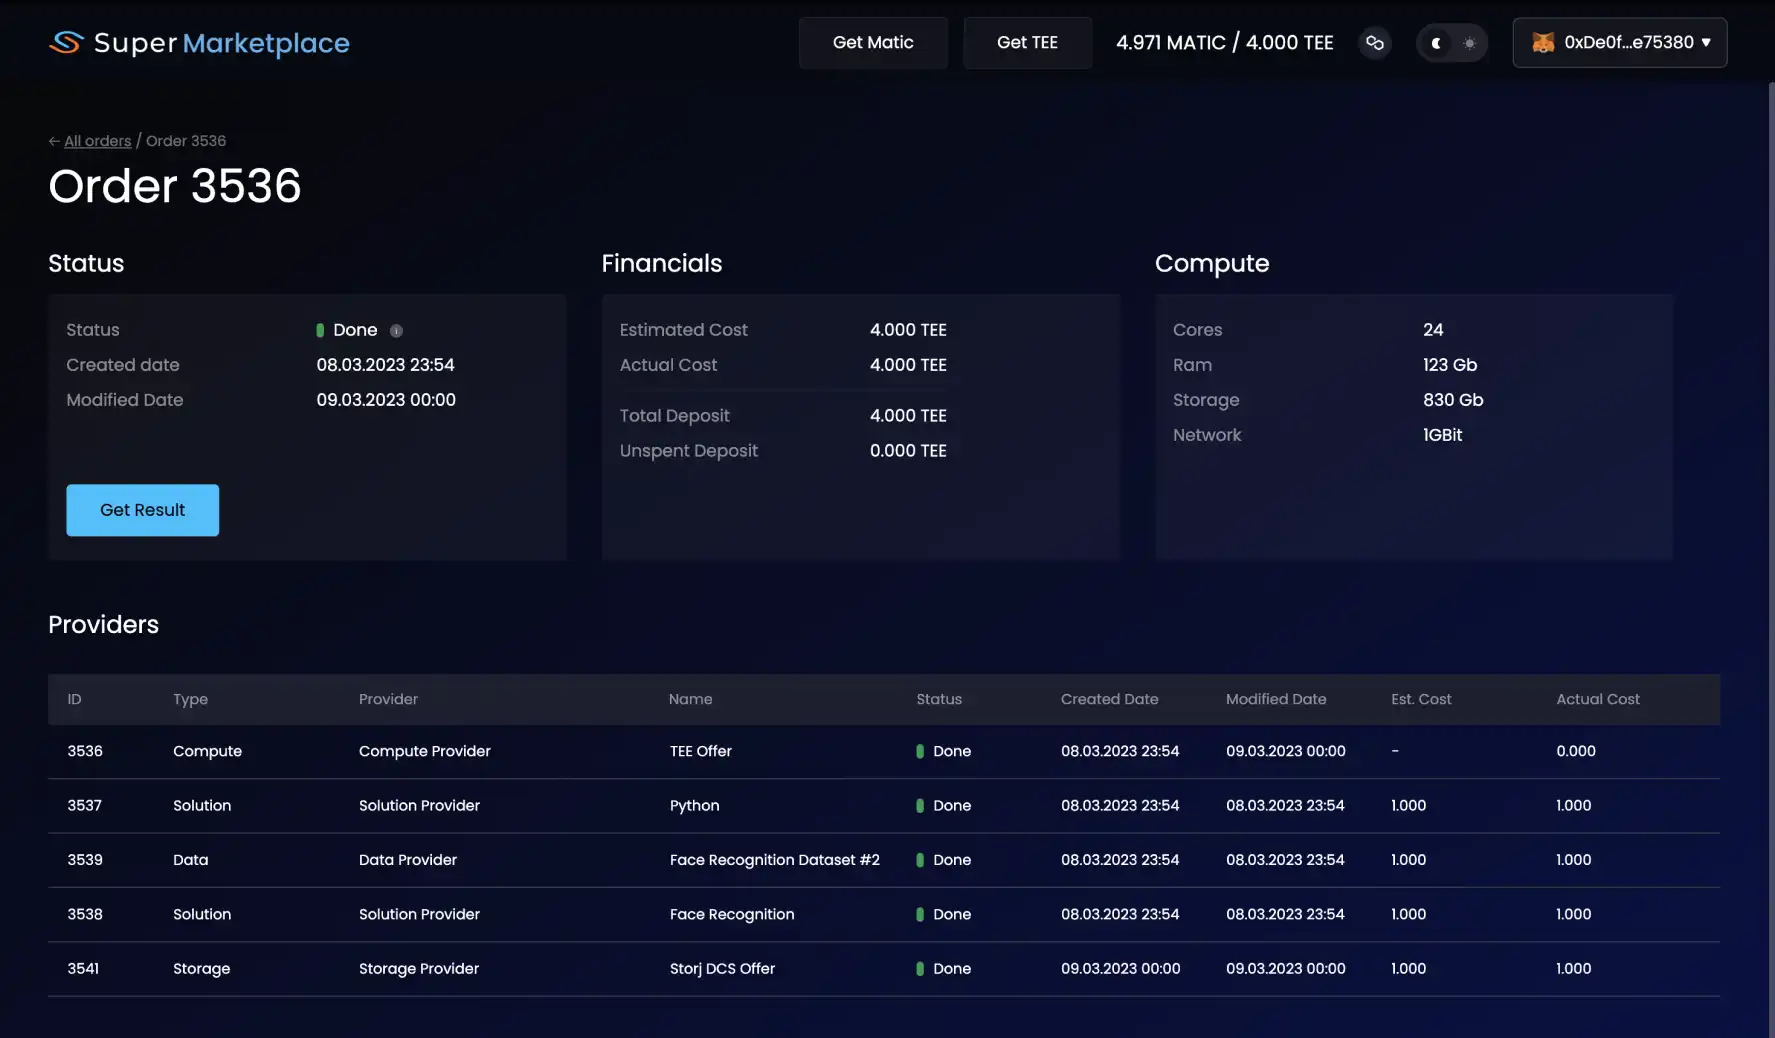 Super Marketplace
Get Matic
Get TEE
4.971 MATIC / 4.000 TEE
0xDe0f...e75380 ▼
← All orders / Order 3536
Order 3536
Status
Status Done
Created date 08.03.2023 23:54
Modified Date 09.03.2023 00:00
Get Result
Financials
Estimated Cost 4.000 TEE
Actual Cost 4.000 TEE
Total Deposit 4.000 TEE
Unspent Deposit 0.000 TEE
Compute
Cores 24
Ram 123 Gb
Storage 830 Gb
Network 1GBit
Providers
ID Type Provider Name Status Created Date Modified Date Est. Cost Actual Cost
3536 Compute Compute Provider TEE Offer Done 08.03.2023 23:54 09.03.2023 00:00 - 0.000
3537 Solution Solution Provider Python Done 08.03.2023 23:54 08.03.2023 23:54 1.000 1.000
3539 Data Data Provider Face Recognition Dataset #2 Done 08.03.2023 23:54 08.03.2023 23:54 1.000 1.000
3538 Solution Solution Provider Face Recognition Done 08.03.2023 23:54 08.03.2023 23:54 1.000 1.000
3541 Storage Storage Provider Storj DCS Offer Done 09.03.2023 00:00 09.03.2023 00:00 1.000 1.000